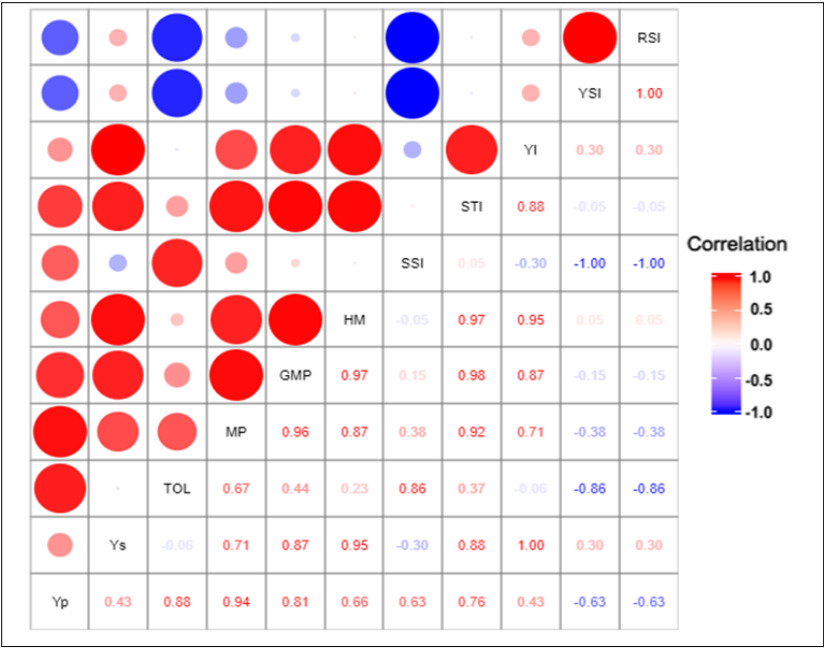 RSI
YSI 1.00
YI 0.30 0.30
STI 0.88 -0.05 -0.05
SSI 0.05 -0.30 -1.00 -1.00
HM -0.05 0.97 0.95 0.05 0.05
GMP 0.97 0.15 0.98 0.87 -0.15 -0.15
MP 0.96 0.87 0.38 0.92 0.71 -0.38 -0.38
TOL 0.67 0.44 0.23 0.86 0.37 -0.06 -0.86 -0.86
Ys -0.06 0.71 0.87 0.95 -0.30 0.88 1.00 0.30 0.30
Yp 0.43 0.88 0.94 0.81 0.66 0.63 0.76 0.43 -0.63 -0.63
Correlation
1.0
0.5
0.0
-0.5
-1.0